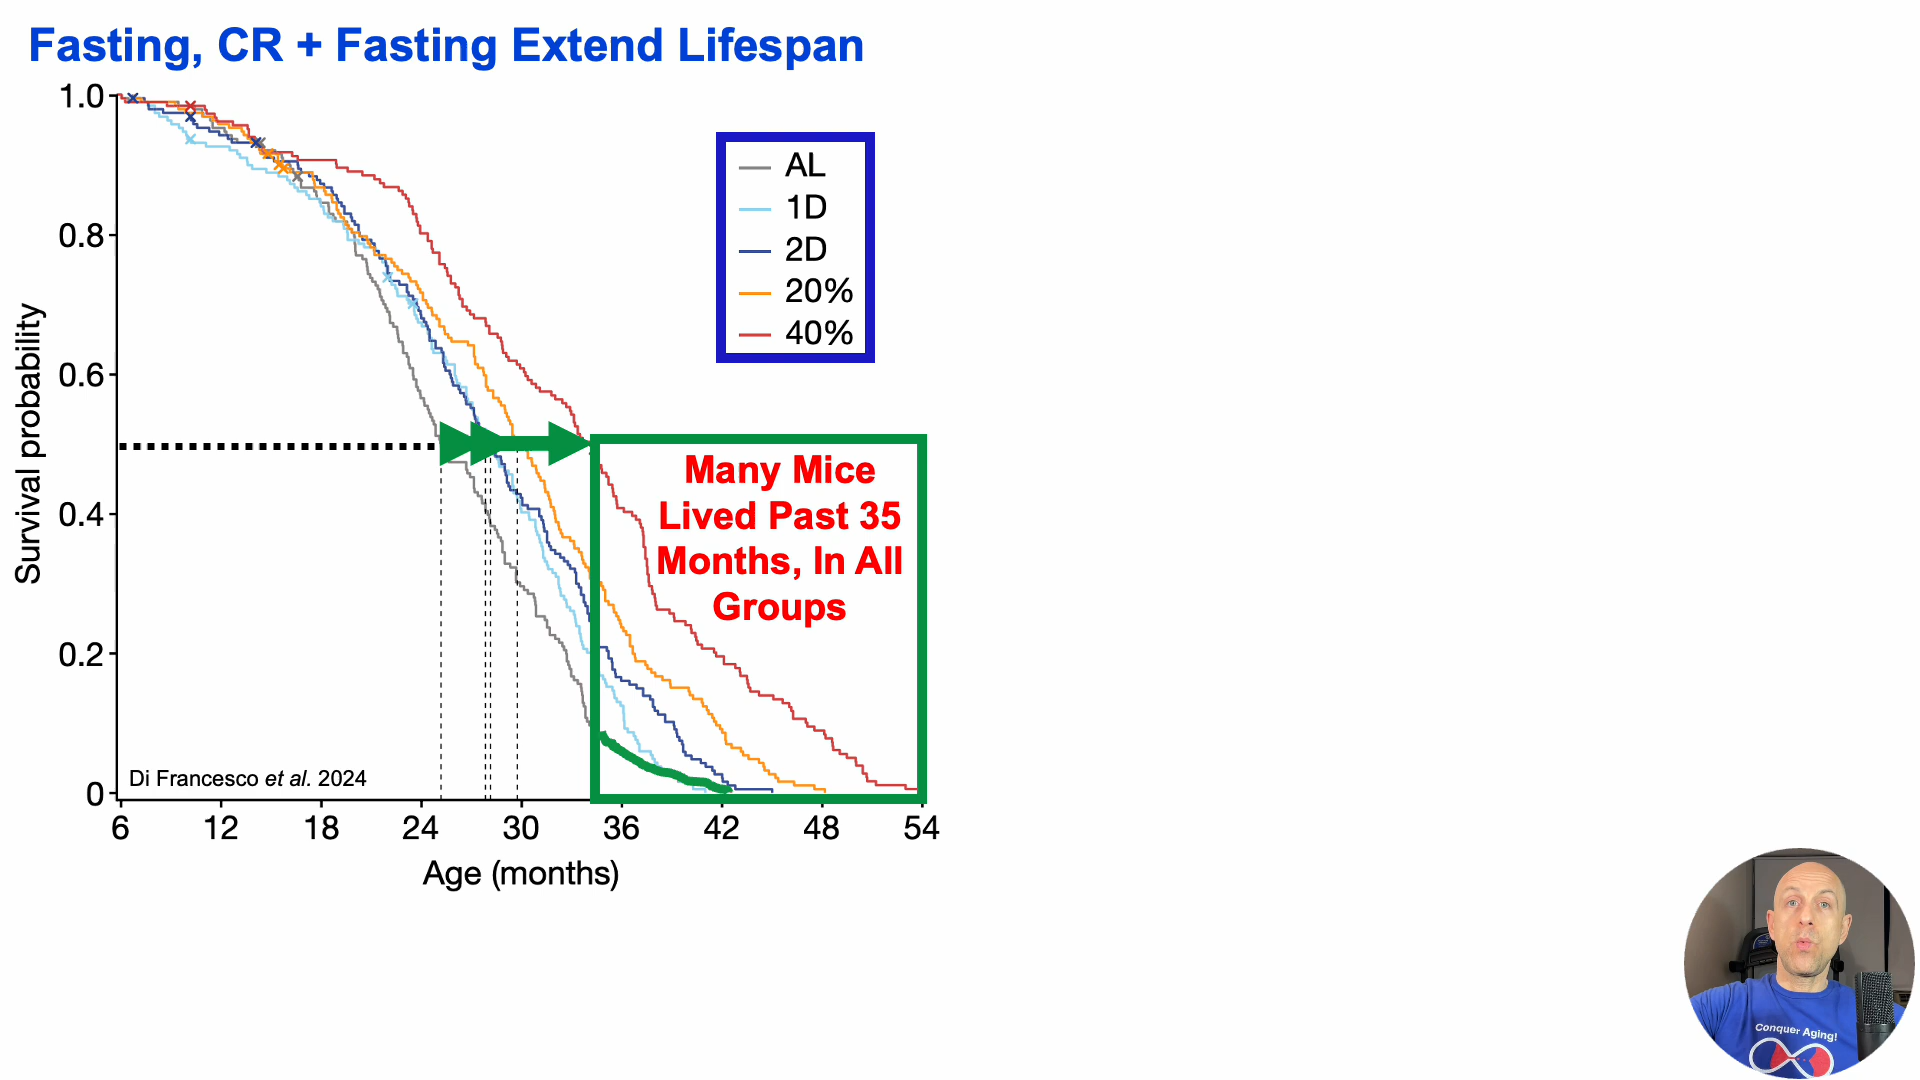 Fasting, CR + Fasting Extend Lifespan
1.0
0.8
0.6
0.4
0.2
0
Survival probability
AL
1D
2D
20%
40%
Many Mice
Lived Past 35
Months, In All
Groups
Di Francesco et al. 2024
6 12 18 24 30 36 42 48 54
Age (months)
Conquer Aging!